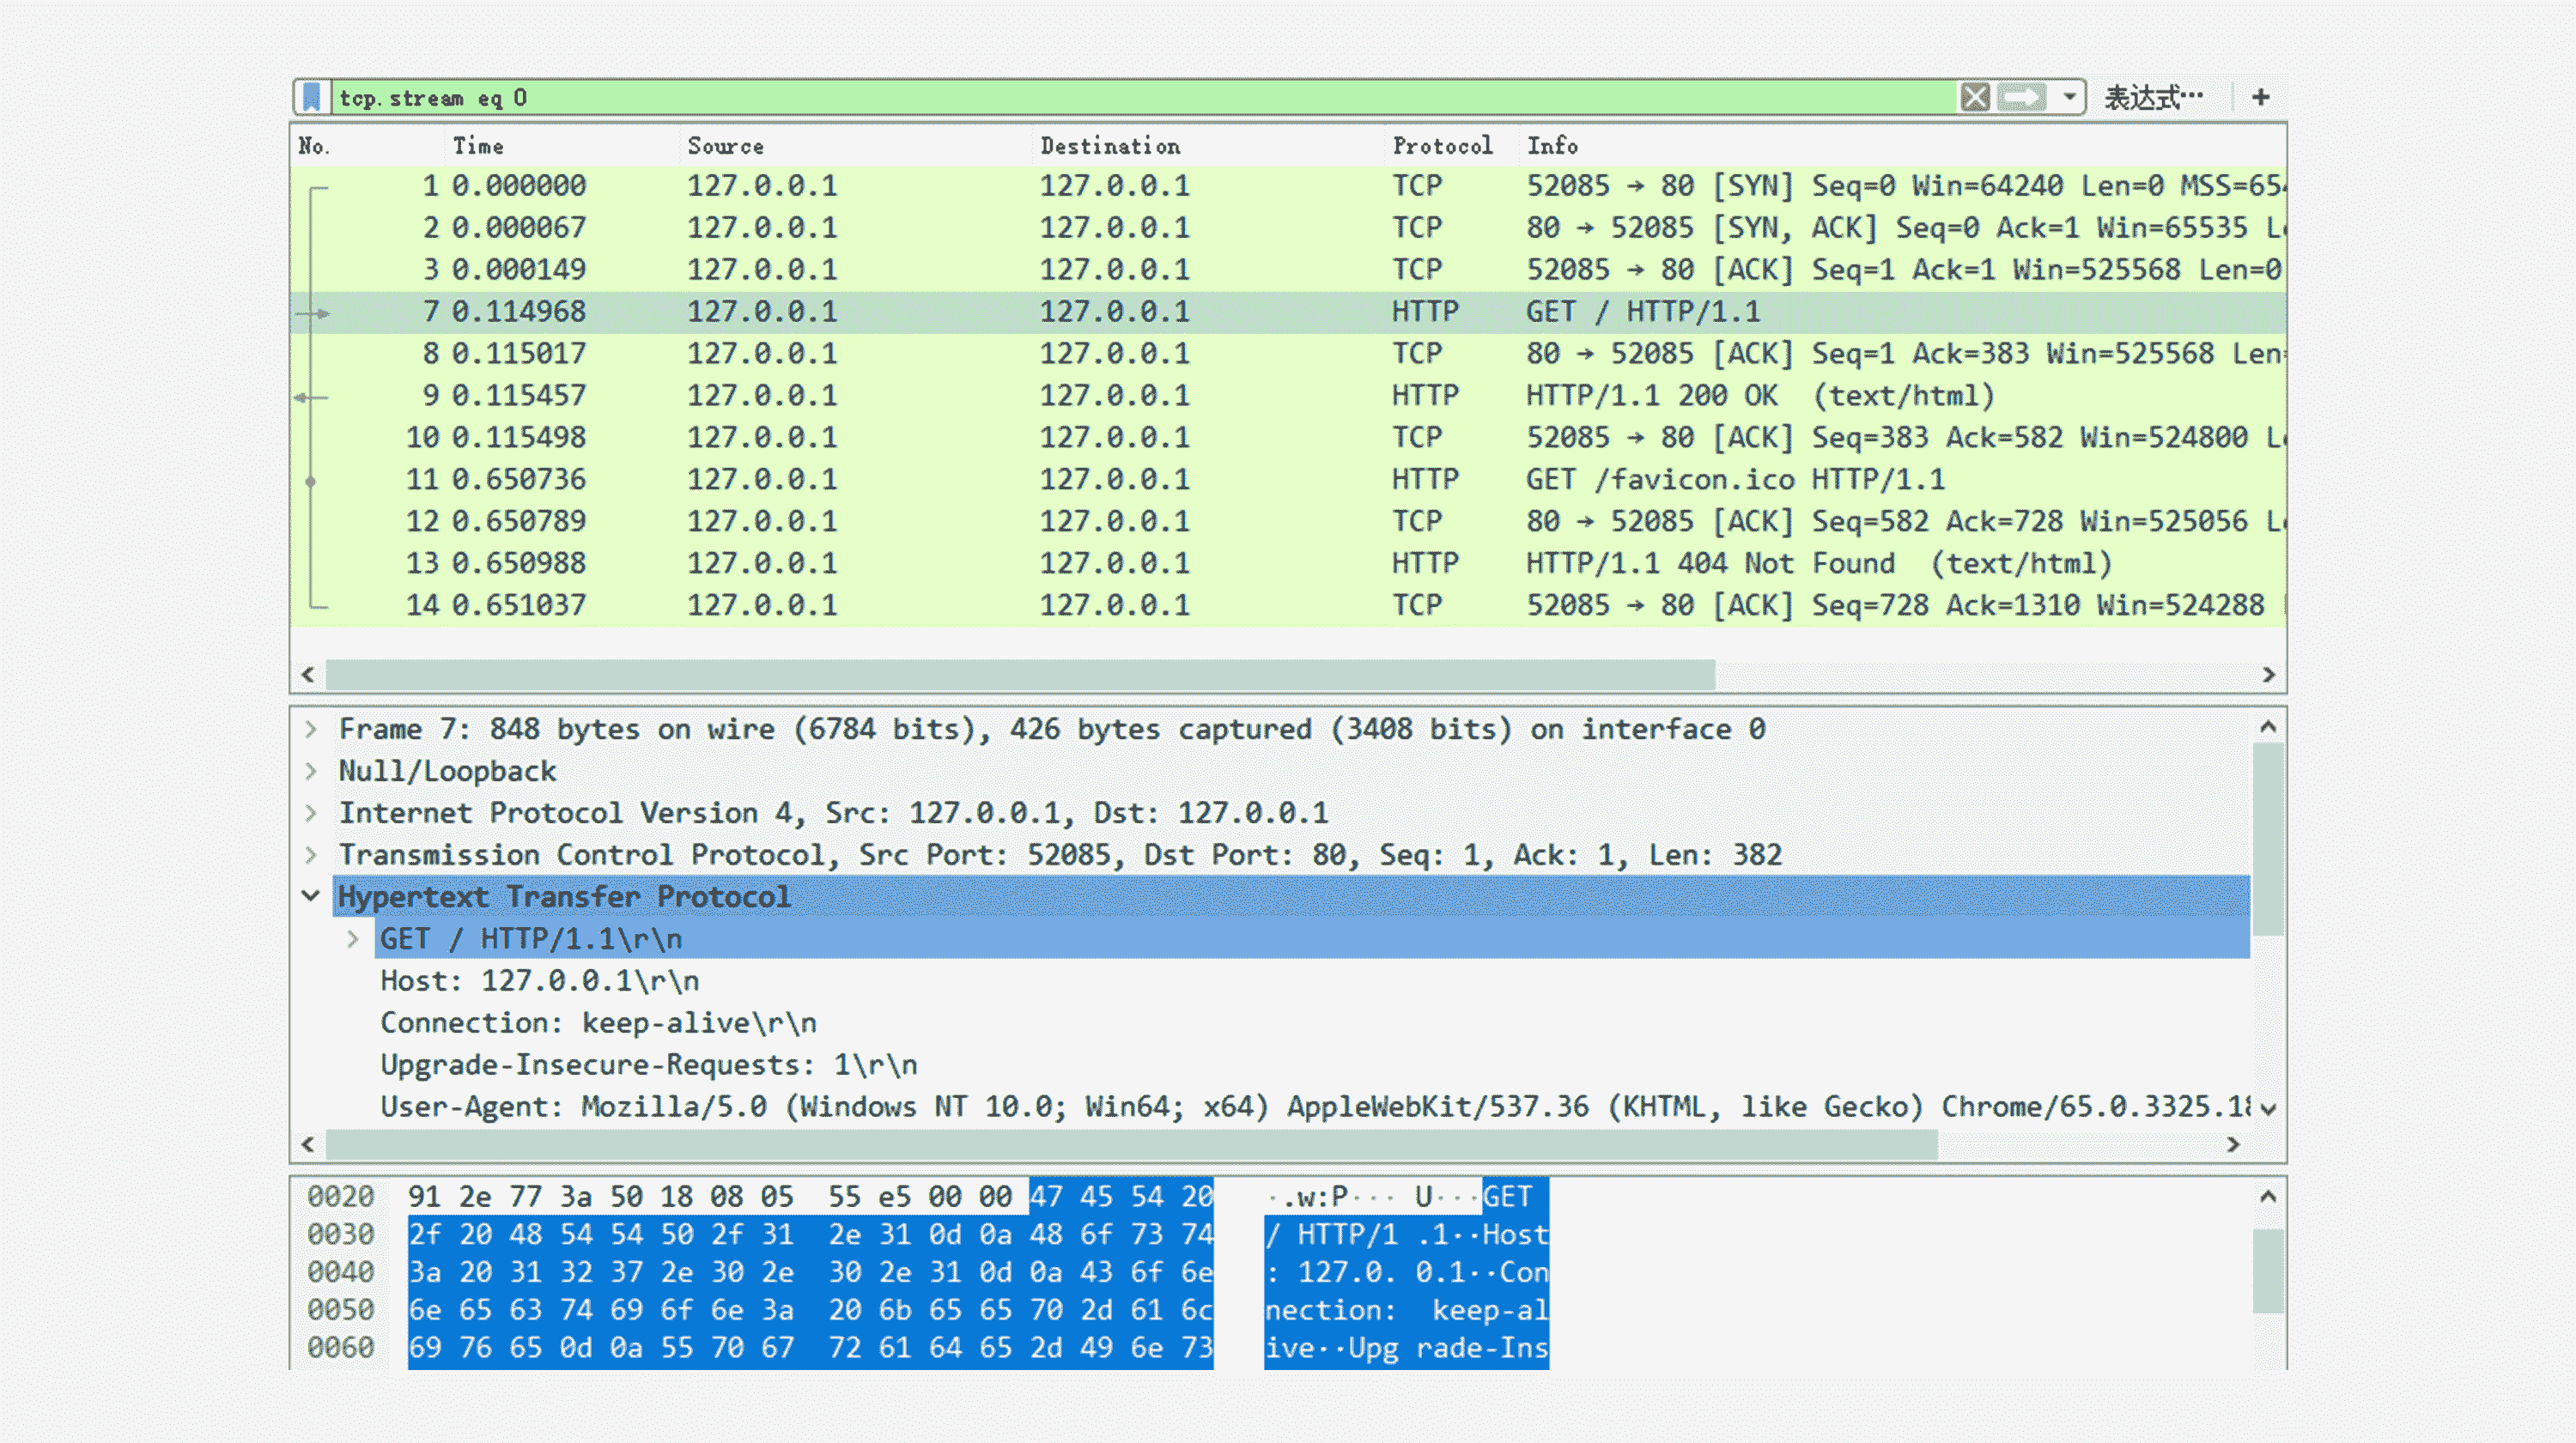 tcp.stream eq 0 表达式… +
No. Time Source Destination Protocol Info
1 0.000000 127.0.0.1 127.0.0.1 TCP 52085 → 80 [SYN] Seq=0 Win=64240 Len=0
2 0.000067 127.0.0.1 127.0.0.1 TCP 80 → 52085 [SYN, ACK] Seq=0 Ack=1 Win=65535
3 0.000149 127.0.0.1 127.0.0.1 TCP 52085 → 80 [ACK] Seq=1 Ack=1 Win=525568 Len=0
7 0.114968 127.0.0.1 127.0.0.1 HTTP GET / HTTP/1.1
8 0.115017 127.0.0.1 127.0.0.1 TCP 80 → 52085 [ACK] Seq=1 Ack=383 Win=525568 Len=
9 0.115457 127.0.0.1 127.0.0.1 HTTP HTTP/1.1 200 OK (text/html)
10 0.115498 127.0.0.1 127.0.0.1 TCP 52085 → 80 [ACK] Seq=383 Ack=582 Win=524800
11 0.650736 127.0.0.1 127.0.0.1 HTTP GET /favicon.ico HTTP/1.1
12 0.650789 127.0.0.1 127.0.0.1 TCP 80 → 52085 [ACK] Seq=582 Ack=728 Win=525056
13 0.650988 127.0.0.1 127.0.0.1 HTTP HTTP/1.1 404 Not Found (text/html)
14 0.651037 127.0.0.1 127.0.0.1 TCP 52085 → 80 [ACK] Seq=728 Ack=1310 Win=524288
Frame 7: 848 bytes on wire (6784 bits), 426 bytes captured (3408 bits) on interface 0
Null/Loopback
Internet Protocol Version 4, Src: 127.0.0.1, Dst: 127.0.0.1
Transmission Control Protocol, Src Port: 52085, Dst Port: 80, Seq: 1, Ack: 1, Len: 382
Hypertext Transfer Protocol
GET / HTTP/1.1\r\n
Host: 127.0.0.1\r\n
Connection: keep-alive\r\n
Upgrade-Insecure-Requests: 1\r\n
User-Agent: Mozilla/5.0 (Windows NT 10.0; Win64; x64) AppleWebKit/537.36 (KHTML, like Gecko) Chrome/65.0.3325.1
0020 91 2e 77 3a 50 18 08 05 55 e5 00 00 47 45 54 20 ·.w:P··· U···GET
0030 2f 20 48 54 54 50 2f 31 2e 31 0d 0a 48 6f 73 74 / HTTP/1 .1··Host
0040 3a 20 31 32 37 2e 30 2e 30 2e 31 0d 0a 43 6f 6e : 127.0. 0.1··Con
0050 6e 65 63 74 69 6f 6e 3a 20 6b 65 65 70 2d 61 6c nection: keep-al
0060 69 76 65 0d 0a 55 70 67 72 61 64 65 2d 49 6e 73 ive··Upg rade-Ins